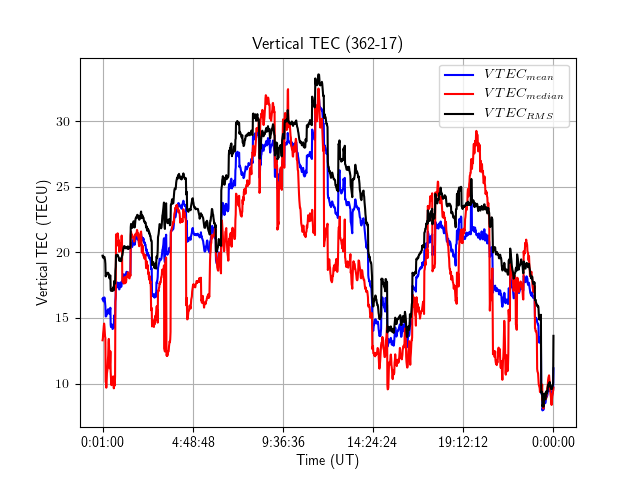 Vertical TEC (362-17)
VTEC_mean
VTEC_median
VTEC_RMS
Vertical TEC (TECU)
30
25
20
15
10
0:01:00 4:48:48 9:36:36 14:24:24 19:12:12 0:00:00
Time (UT)